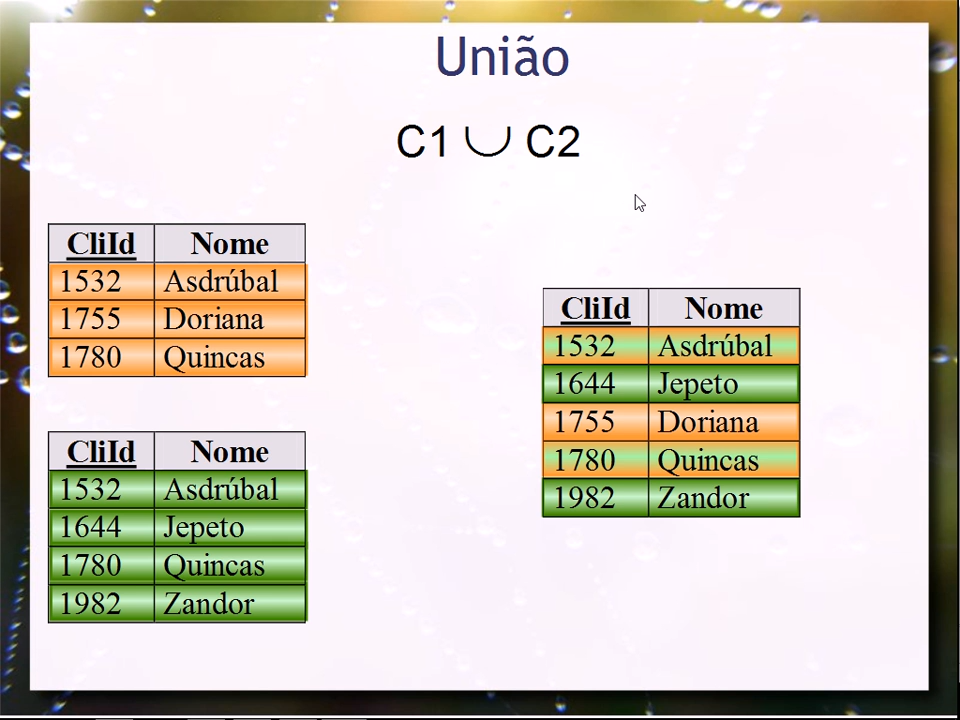 União
C1 ∪ C2
CliId Nome
1532 Asdrúbal
1755 Doriana
1780 Quincas
CliId Nome
1532 Asdrúbal
1644 Jepeto
1780 Quincas
1982 Zandor
CliId Nome
1532 Asdrúbal
1644 Jepeto
1755 Doriana
1780 Quincas
1982 Zandor